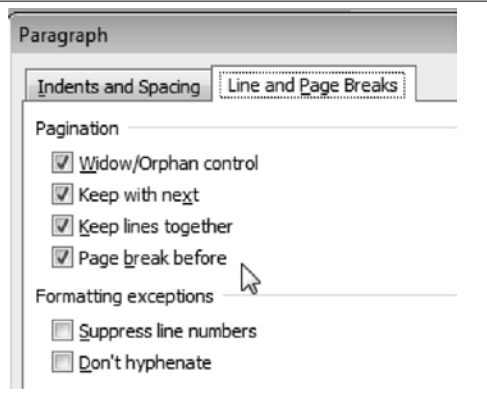 Paragraph
Indents and Spacing
Line and Page Breaks
Pagination
Widow/Orphan control
Keep with next
Keep lines together
Page break before
Formatting exceptions
Suppress line numbers
Don't hyphenate